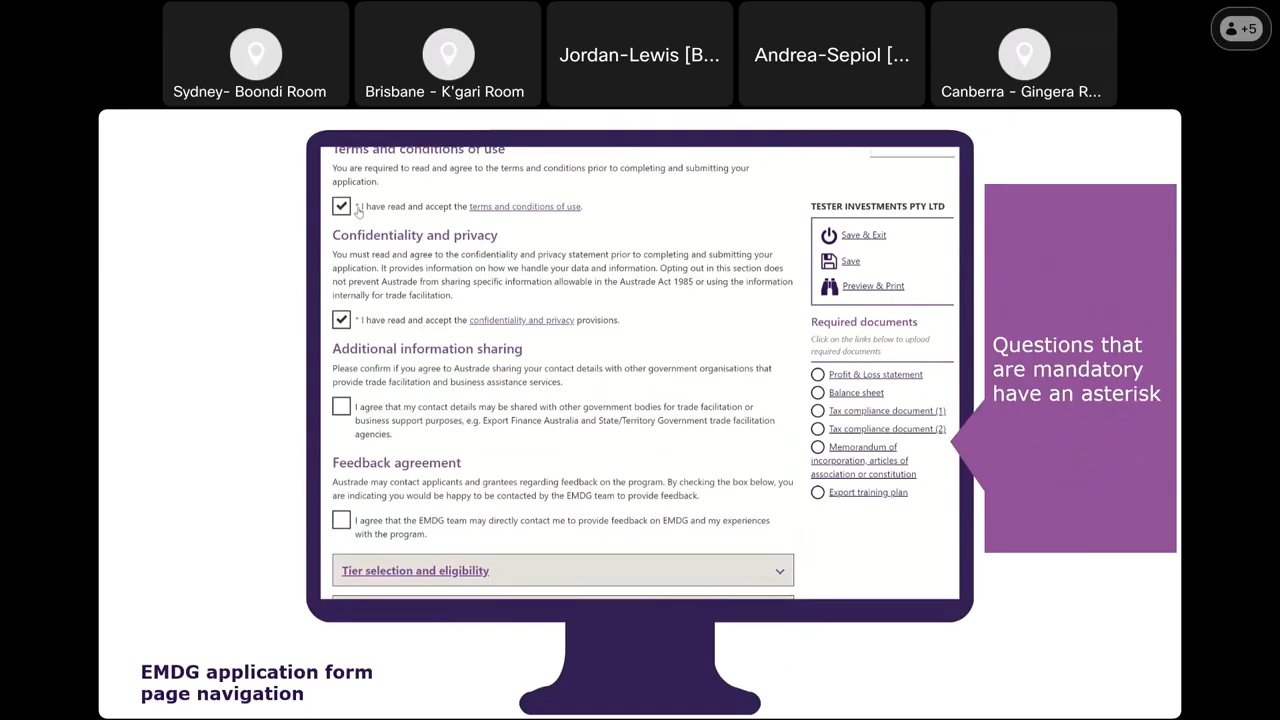 Sydney- Boondi Room
Brisbane - K'gari Room
Jordan-Lewis [B...
Andrea-Sepiol [...
Canberra - Gingera R...
+5
Terms and conditions of use
You are required to read and agree to the terms and conditions prior to completing and submitting your
application.
* I have read and accept the terms and conditions of use.
Confidentiality and privacy
You must read and agree to the confidentiality and privacy statement prior to completing and submitting your
application. It provides information on how we handle your data and information. Opting out in this section does
not prevent Austrade from sharing specific information allowable in the Austrade Act 1985 or using the information
internally for trade facilitation.
* I have read and accept the confidentiality and privacy provisions.
Additional information sharing
Please confirm if you agree to Austrade sharing your contact details with other government organisations that
provide trade facilitation and business assistance services.
I agree that my contact details may be shared with other government bodies for trade facilitation or
business support purposes, e.g. Export Finance Australia and State/Territory Government trade facilitation
agencies.
Feedback agreement
Austrade may contact applicants and grantees regarding feedback on the program. By checking the box below, you
are indicating you would be happy to be contacted by the EMDG team to provide feedback.
I agree that the EMDG team may directly contact me to provide feedback on EMDG and my experiences
with the program.
Tier selection and eligibility
TESTER INVESTMENTS PTY LTD
Save & Exit
Save
Preview & Print
Required documents
Click on the links below to upload
required documents
Profit & Loss statement
Balance sheet
Tax compliance document (1)
Tax compliance document (2)
Memorandum of
incorporation, articles of
association or constitution
Export training plan
Questions that
are mandatory
have an asterisk
EMDG application form
page navigation